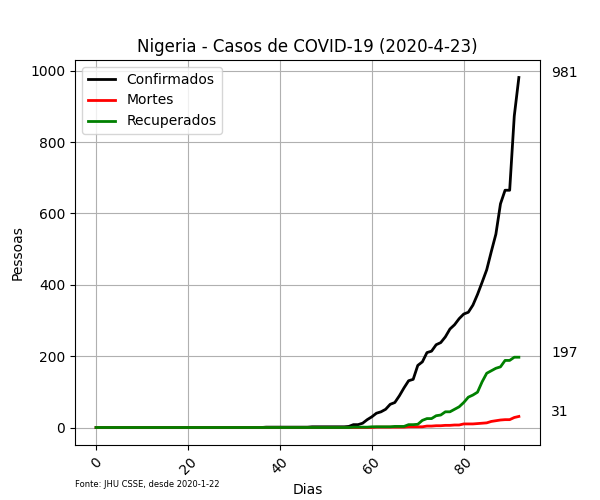 Nigeria - Casos de COVID-19 (2020-4-23)
Confirmados
Mortes
Recuperados
1000
800
600
400
200
0
Pessoas
981
197
31
0
20
40
60
80
Dias
Fonte: JHU CSSE, desde 2020-1-22